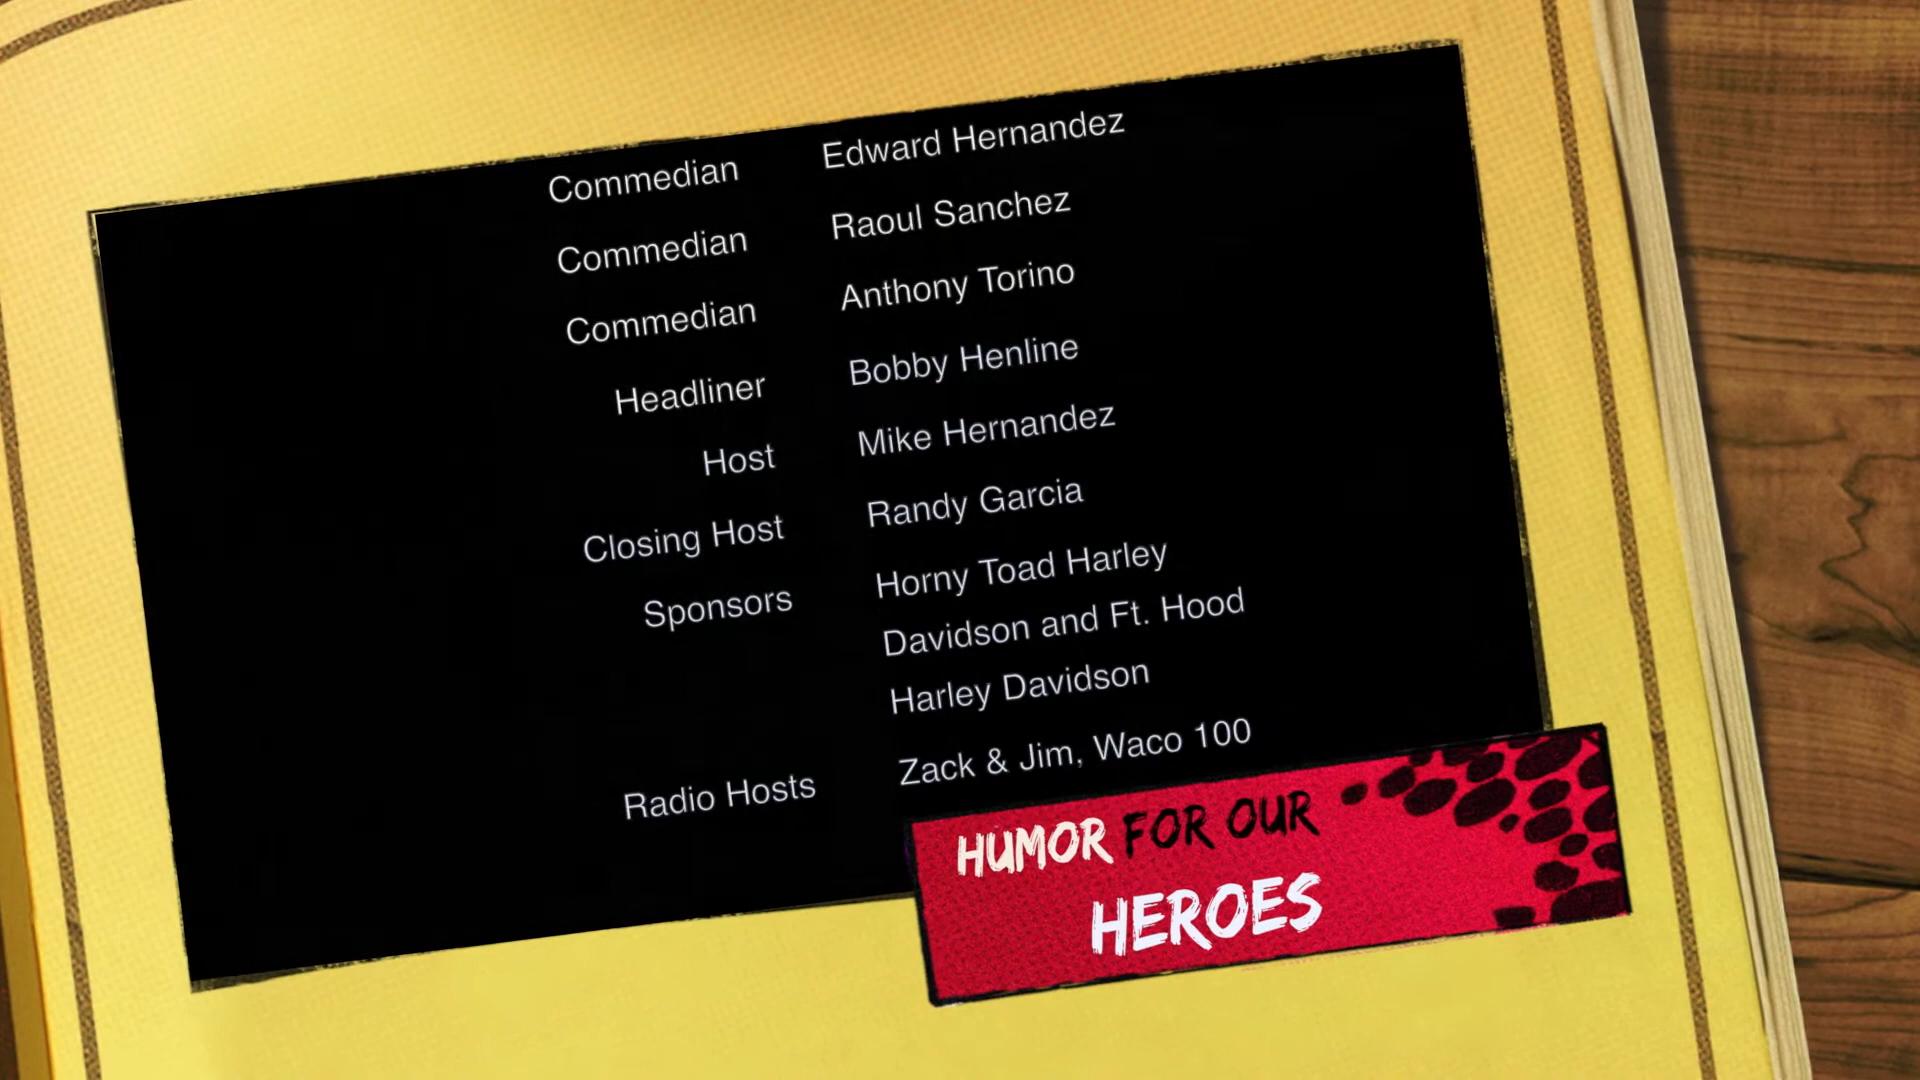 Commedian Edward Hernandez
Commedian Raoul Sanchez
Commedian Anthony Torino
Headliner Bobby Henline
Host Mike Hernandez
Closing Host Randy Garcia
Sponsors Horny Toad Harley
Davidson and Ft. Hood
Harley Davidson
Radio Hosts Zack & Jim, Waco 100
HUMOR FOR OUR
HEROES